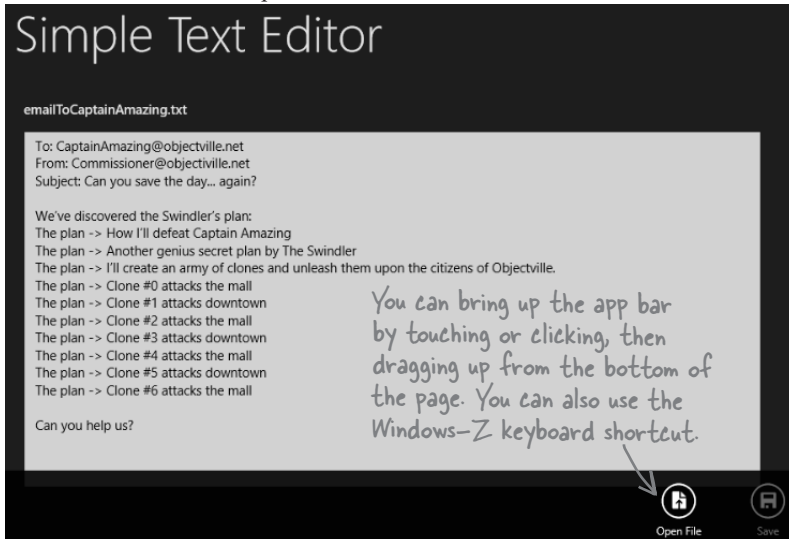 Simple Text Editor
emailToCaptainAmazing.txt
To: CaptainAmazing@objectville.net
From: Commissioner@objectiville.net
Subject: Can you save the day... again?
We've discovered the Swindler's plan:
The plan -> How I'll defeat Captain Amazing
The plan -> Another genius secret plan by The Swindler
The plan -> I'll create an army of clones and unleash them upon the citizens of Objectville.
The plan -> Clone #0 attacks the mall
The plan -> Clone #1 attacks downtown
The plan -> Clone #2 attacks the mall
The plan -> Clone #3 attacks downtown
The plan -> Clone #4 attacks the mall
The plan -> Clone #5 attacks downtown
The plan -> Clone #6 attacks the mall
Can you help us?
You can bring up the app bar
by touching or clicking, then
dragging up from the bottom of
the page. You can also use the
Windows-Z keyboard shortcut.
Open File
Save